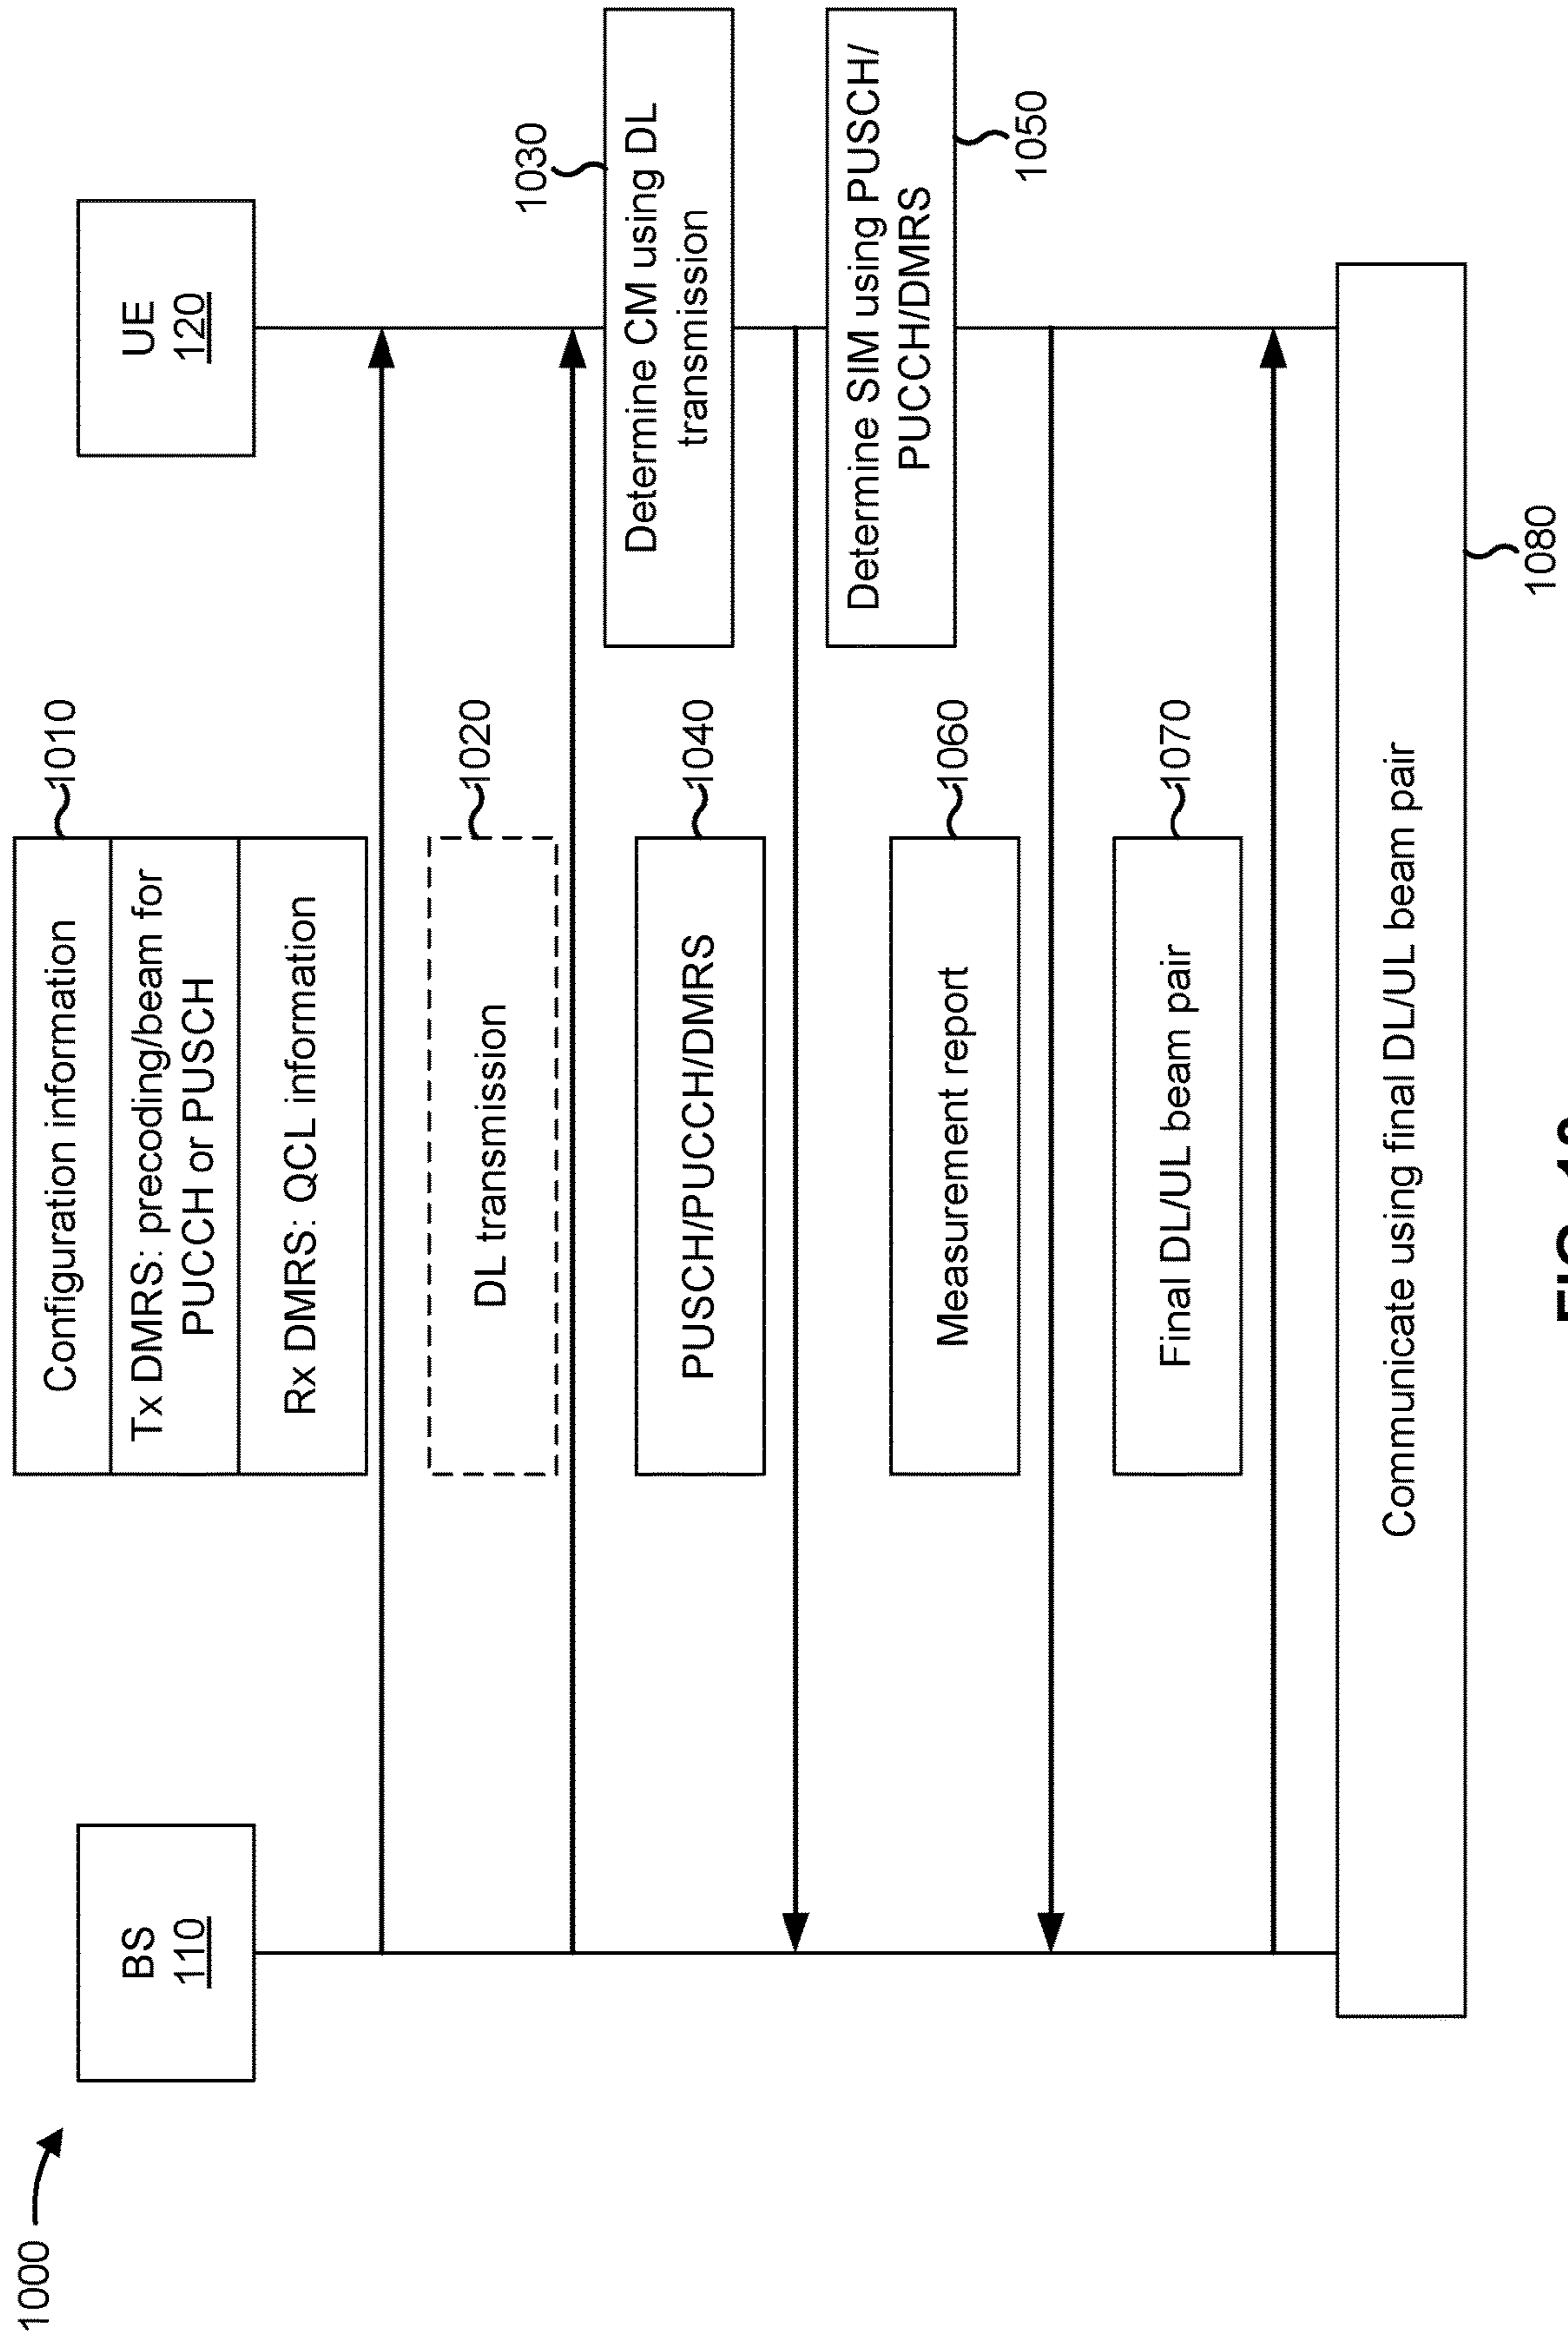 1000
BS
110
UE
120
Configuration information
1010
Tx DMRS: precoding/beam for
PUCCH or PUSCH
Rx DMRS: QCL information
DL transmission
1020
1030
Determine CM using DL
transmission
PUSCH/PUCCH/DMRS
1040
Determine SIM using PUSCH/
PUCCH/DMRS
1050
Measurement report
1060
Final DL/UL beam pair
1070
Communicate using final DL/UL beam pair
1080
FIG. 10